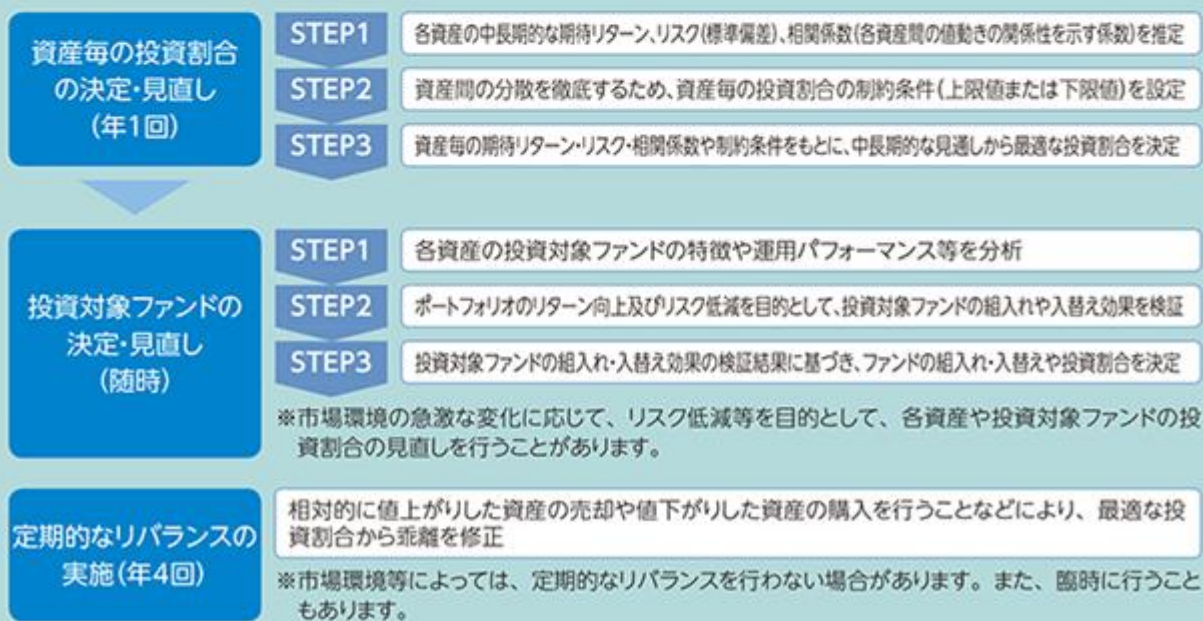 資産毎の投資割合
の決定・見直し
(年1回)
STEP1
各資産の中長期的な期待リターン、リスク(標準偏差)、相関係数(各資産間の値動きの関係性を示す係数)を推定
STEP2
資産間の分散を徹底するため、資産毎の投資割合の制約条件(上限値または下限値)を設定
STEP3
資産毎の期待リターン・リスク・相関係数や制約条件をもとに、中長期的な見通しから最適な投資割合を決定
投資対象ファンドの
決定・見直し
(随時)
STEP1
各資産の投資対象ファンドの特徴や運用パフォーマンス等を分析
STEP2
ポートフォリオのリターン向上及びリスク低減を目的として、投資対象ファンドの組入れや入替え効果を検証
STEP3
投資対象ファンドの組入れ・入替え効果の検証結果に基づき、ファンドの組入れ・入替えや投資割合を決定
※市場環境の急激な変化に応じて、リスク低減等を目的として、各資産や投資対象ファンドの投
資割合の見直しを行うことがあります。
定期的なリバランスの
実施(年4回)
相対的に値上がりした資産の売却や値下がりした資産の購入を行うことなどにより、最適な投
資割合から乖離を修正
※市場環境等によっては、定期的なリバランスを行わない場合があります。また、臨時に行うこと
もあります。